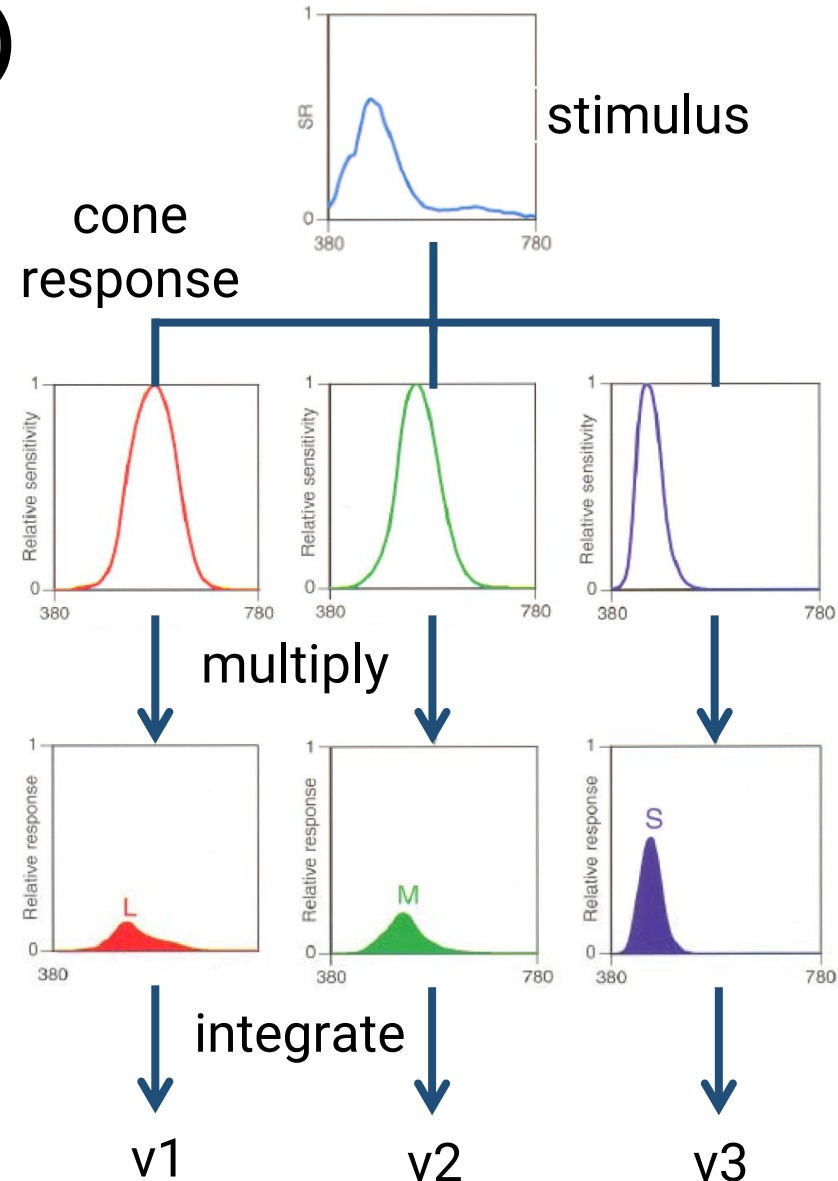 )
1
SR
stimulus
0
380
780
cone
response
1
1
1
Relative sensitivity
Relative sensitivity
Relative sensitivity
0
0
0
380
780
380
780
380
780
multiply
1
1
1
Relative response
Relative response
Relative response
L
M
S
0
0
0
380
380
780
380
780
integrate
v1
v2
v3